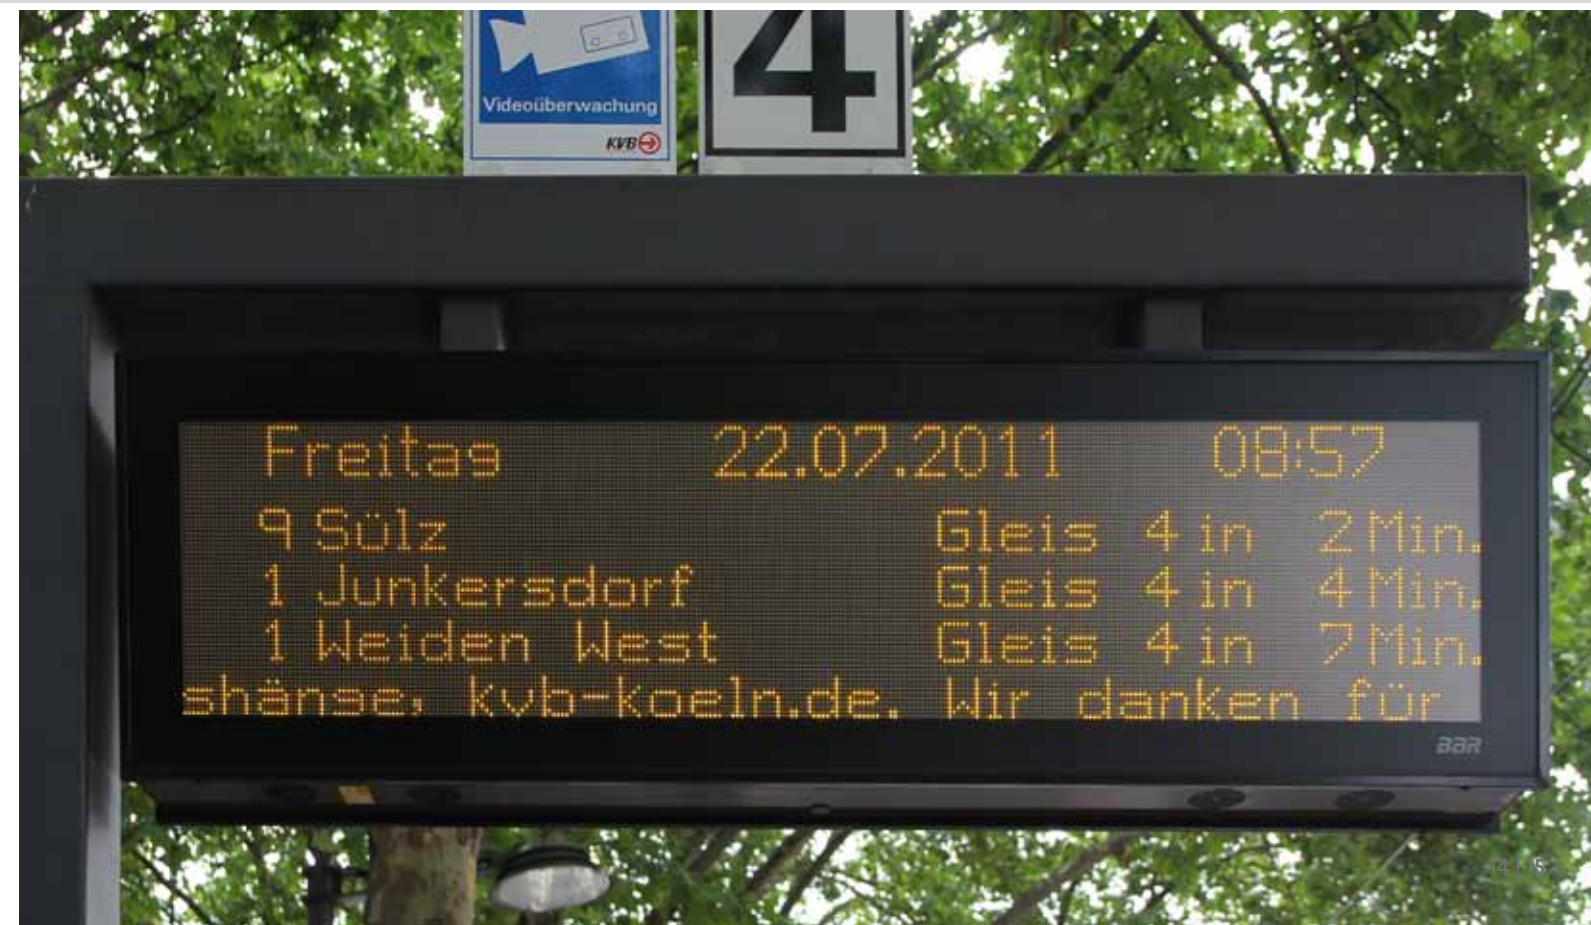 4
Videoüberwachung
KVB
Freitag 22.07.2011 08:57
9 Sülz Gleis 4 in 2 Min.
1 Junkersdorf Gleis 4 in 4 Min.
1 Weiden West Gleis 4 in 7 Min.
shänge, kvb-koeln.de. Wir danken für
BBR